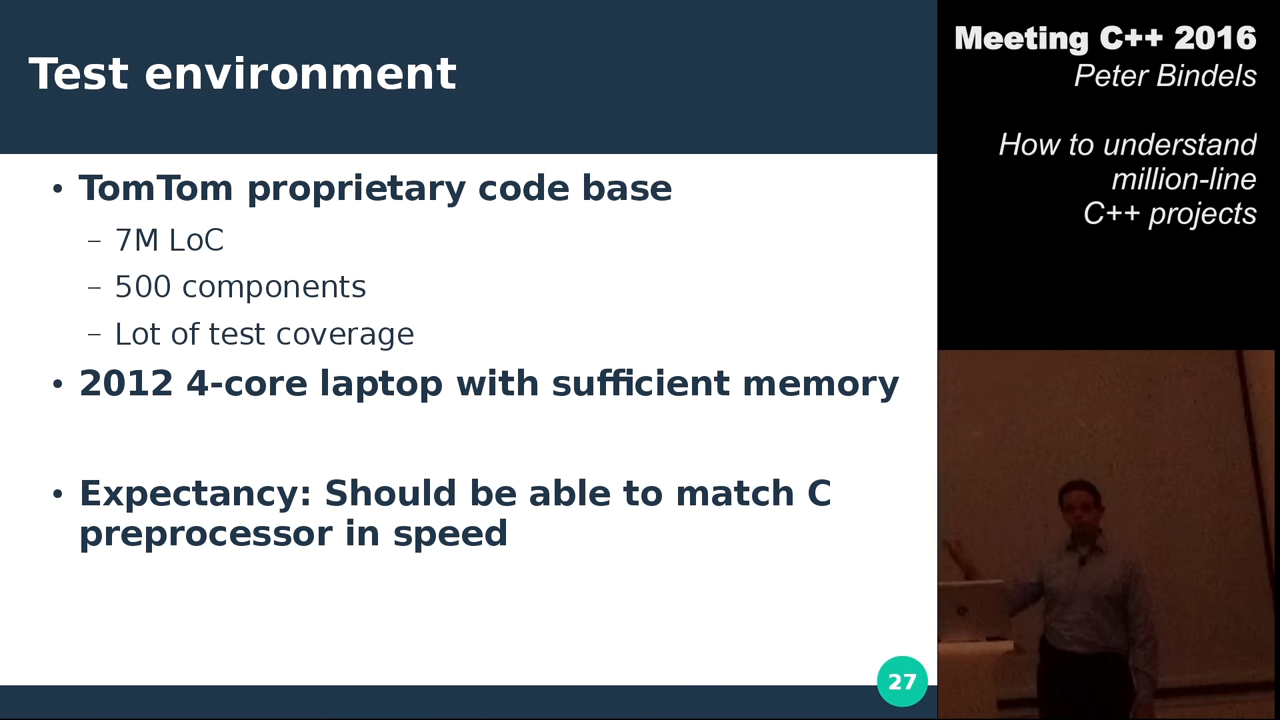 Test environment
• TomTom proprietary code base
– 7M LoC
– 500 components
– Lot of test coverage
• 2012 4-core laptop with sufficient memory
• Expectancy: Should be able to match C
preprocessor in speed
27
Meeting C++ 2016
Peter Bindels
How to understand
million-line
C++ projects